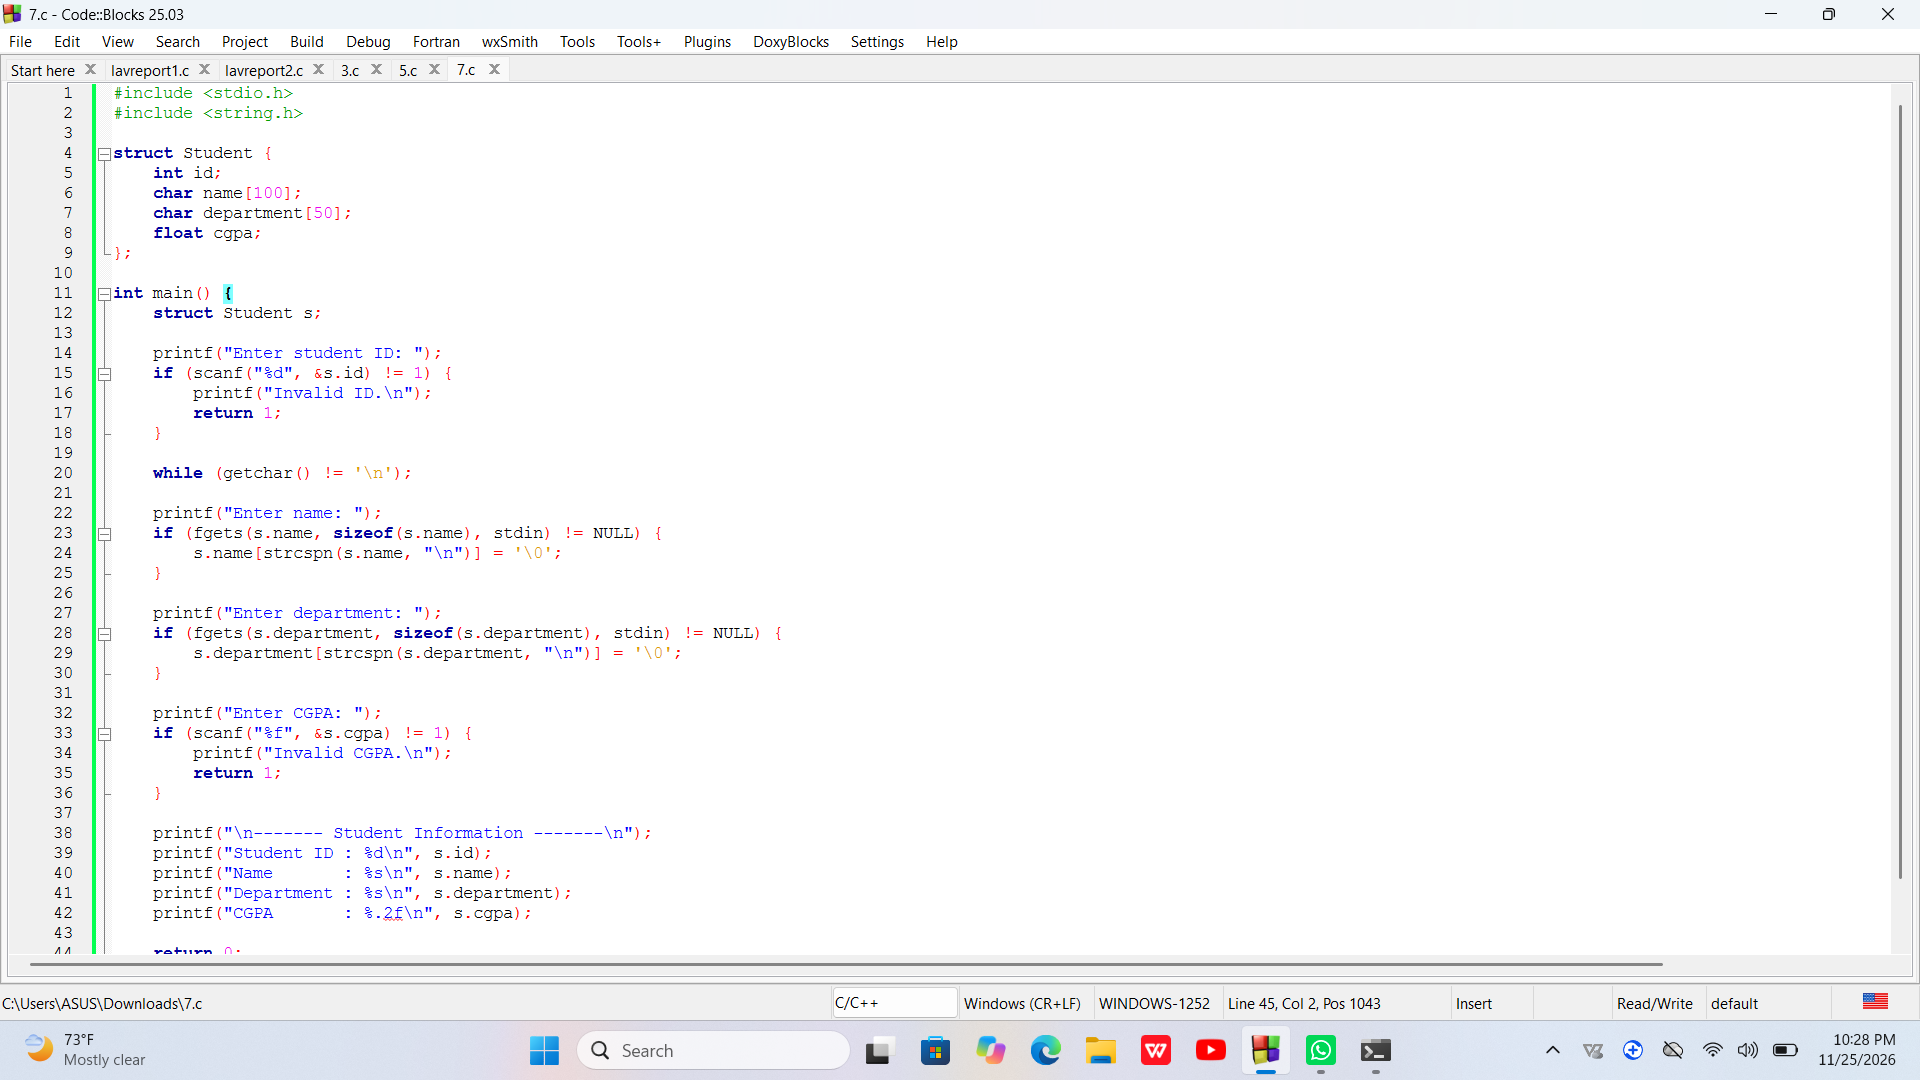 7.c - Code::Blocks 25.03
File Edit View Search Project Build Debug Fortran wxSmith Tools Tools+ Plugins DoxyBlocks Settings Help
Start here lavreport1.c lavreport2.c 3.c 5.c 7.c
1 #include <stdio.h>
2 #include <string.h>
3
4 struct Student {
5     int id;
6     char name[100];
7     char department[50];
8     float cgpa;
9 };
10
11 int main() {
12     struct Student s;
13
14     printf("Enter student ID: ");
15     if (scanf("%d", &s.id) != 1) {
16         printf("Invalid ID.\n");
17         return 1;
18     }
19
20     while (getchar() != '\n');
21
22     printf("Enter name: ");
23     if (fgets(s.name, sizeof(s.name), stdin) != NULL) {
24         s.name[strcspn(s.name, "\n")] = '\0';
25     }
26
27     printf("Enter department: ");
28     if (fgets(s.department, sizeof(s.department), stdin) != NULL) {
29         s.department[strcspn(s.department, "\n")] = '\0';
30     }
31
32     printf("Enter CGPA: ");
33     if (scanf("%f", &s.cgpa) != 1) {
34         printf("Invalid CGPA.\n");
35         return 1;
36     }
37
38     printf("\n------- Student Information -------\n");
39     printf("Student ID : %d\n", s.id);
40     printf("Name       : %s\n", s.name);
41     printf("Department : %s\n", s.department);
42     printf("CGPA       : %.2f\n", s.cgpa);
43
44     return 0;
C:\Users\ASUS\Downloads\7.c C/C++ Windows (CR+LF) WINDOWS-1252 Line 45, Col 2, Pos 1043 Insert Read/Write default
73°F
Mostly clear
Search
10:28 PM
11/25/2026